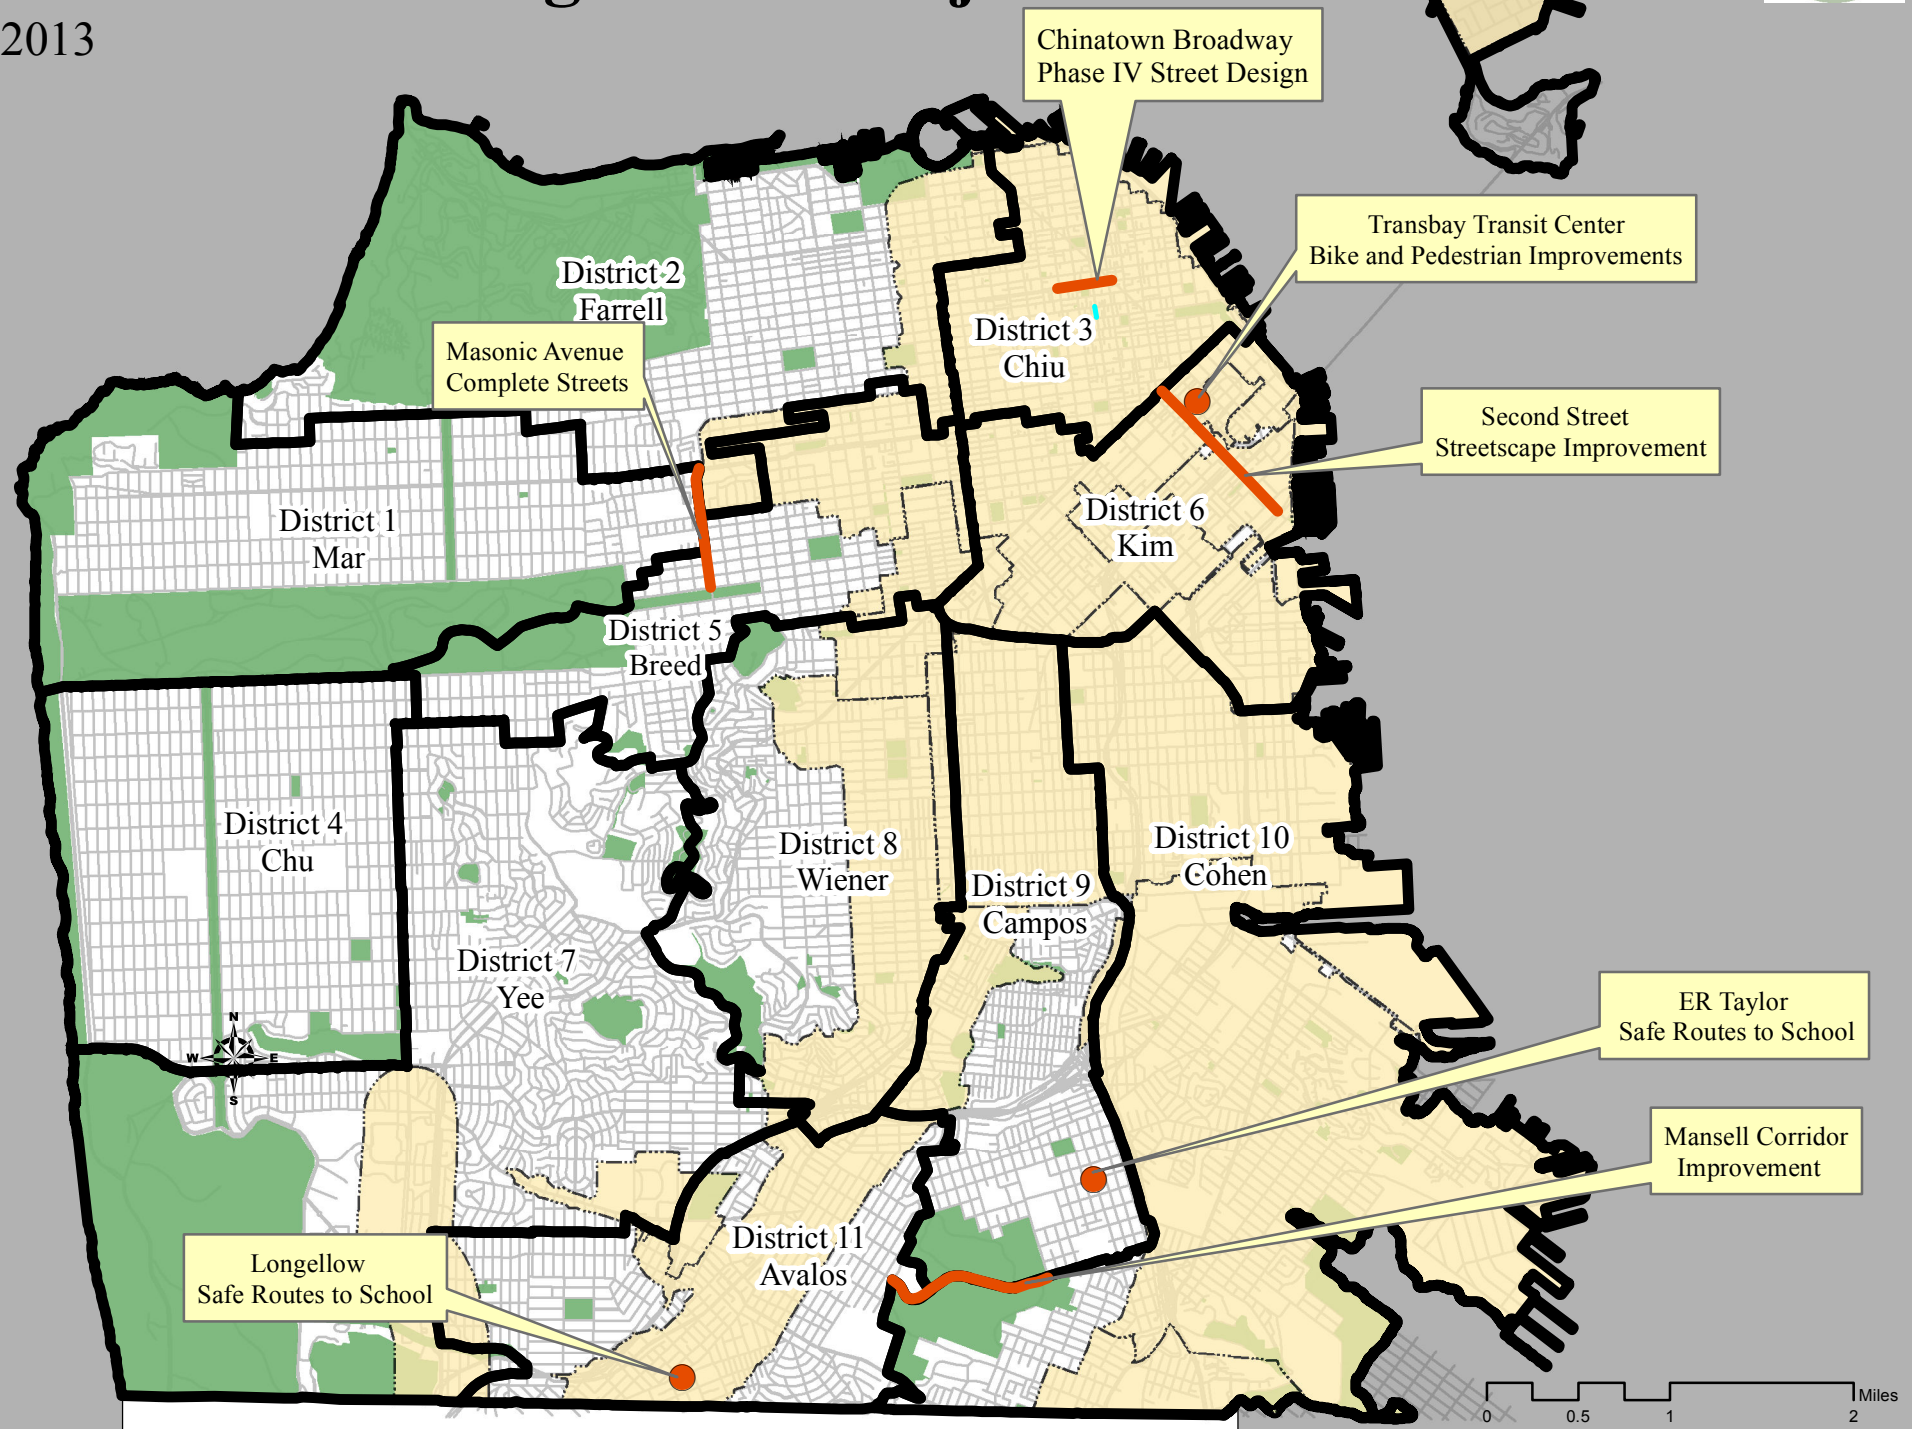 2013
Chinatown Broadway
Phase IV Street Design
Transbay Transit Center
Bike and Pedestrian Improvements
District 2
Farrell
Masonic Avenue
Complete Streets
District 3
Chiu
Second Street
Streetscape Improvement
District 1
Mar
District 6
Kim
District 5
Breed
District 4
Chu
District 8
Wiener
District 10
Cohen
District 9
Campos
District 7
Yee
N
W
E
S
ER Taylor
Safe Routes to School
Mansell Corridor
Improvement
District 11
Avalos
Longellow
Safe Routes to School
Miles
0 0.5 1 2